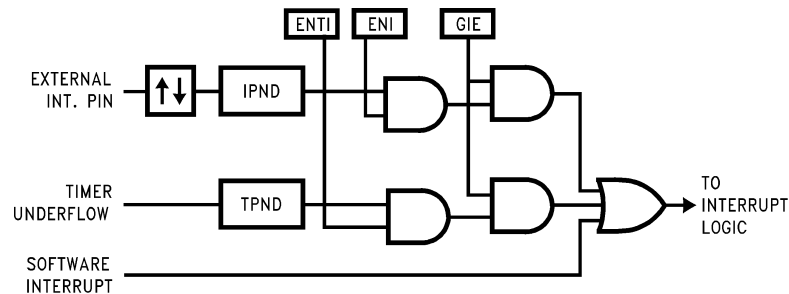 ENTI
ENI
GIE
EXTERNAL
INT. PIN
IPND
TIMER
UNDERFLOW
TPND
TO
INTERRUPT
LOGIC
SOFTWARE
INTERRUPT